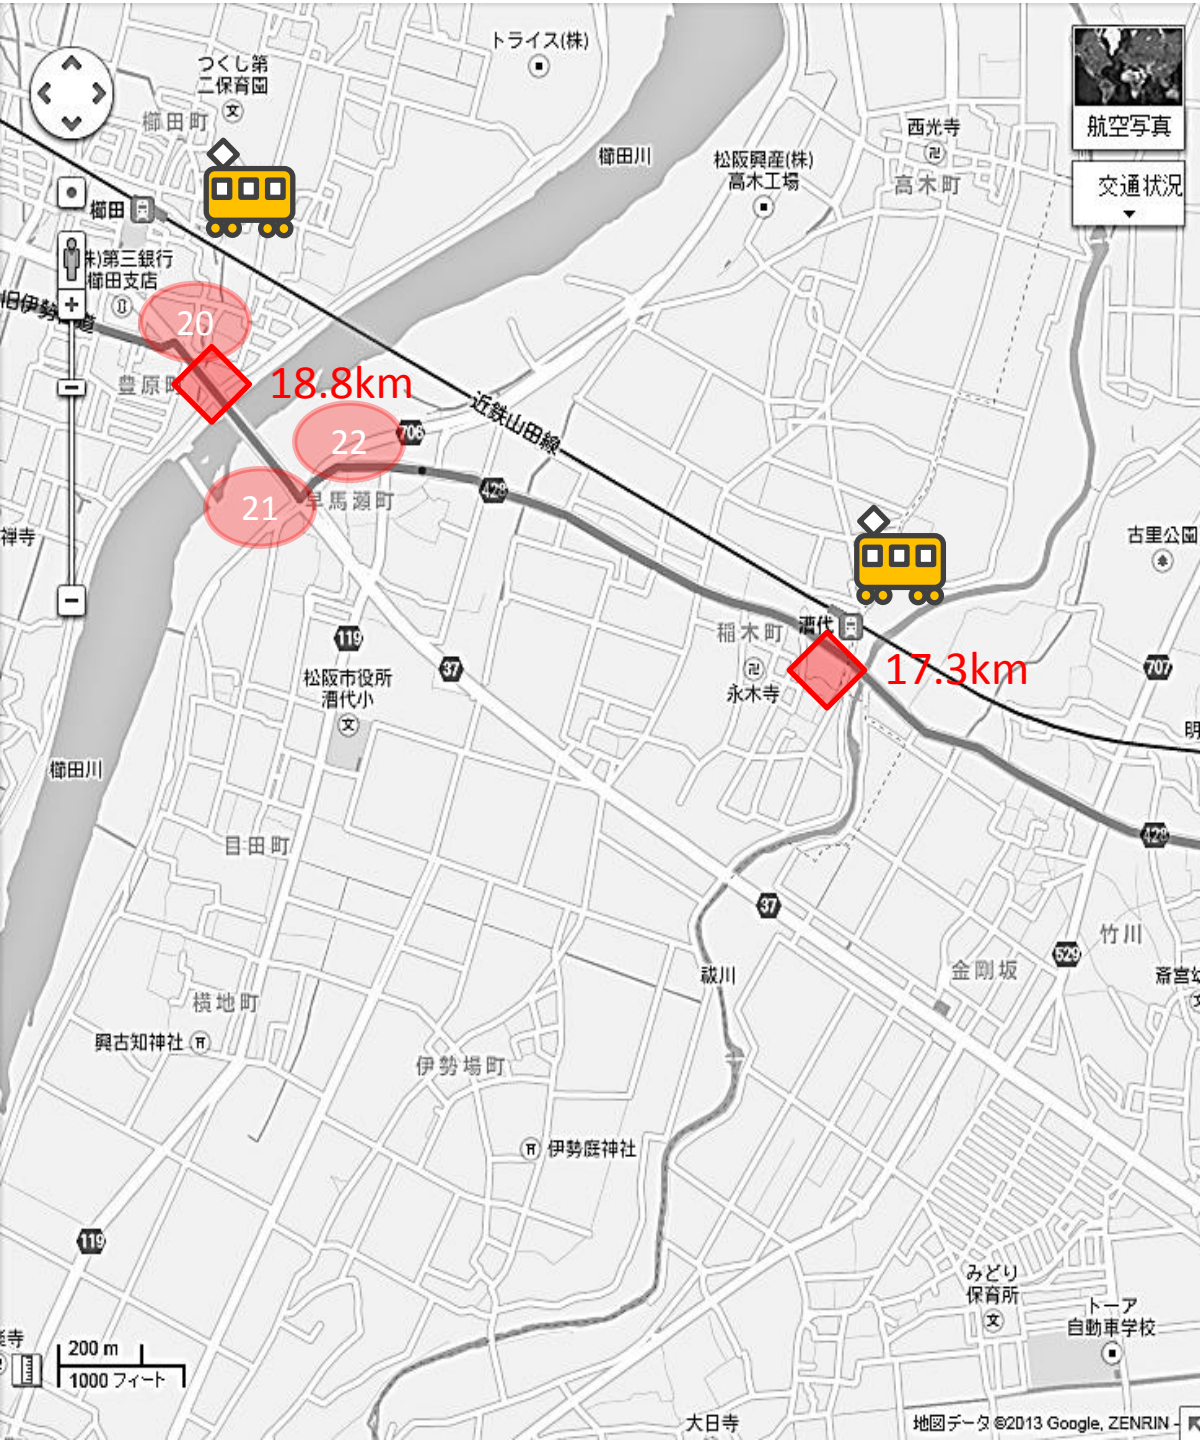 トライス(株)
つくし第
二保育園
櫛田町
航空写真
西光寺
櫛田川
松阪興産(株)
高木工場
高木町
交通状況
櫛田
株)第三銀行
櫛田支店
旧伊勢
道
20
豊原町
18.8km
近鉄山田線
22
706
428
21
早馬瀬町
禅寺
古里公園
漕代
稲木町
119
37
松阪市役所
漕代小
永木寺
17.3km
707
明
櫛田川
428
目田町
37
竹川
529
金剛坂
祓川
斎宮幼
横地町
興古知神社
伊勢場町
伊勢庭神社
119
みどり
保育所
トーア
自動車学校
寺
200 m
1000 フィート
大日寺
地図データ ©2013 Google, ZENRIN -